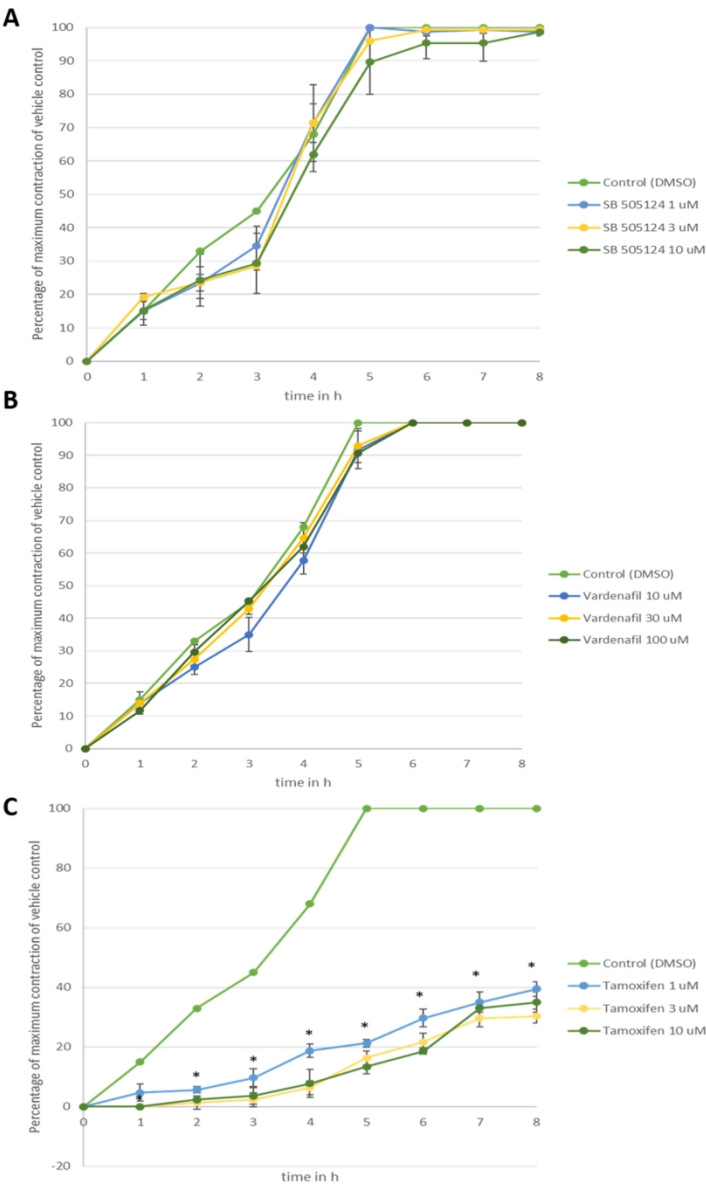 A
Percentage of maximum contraction of vehicle control
100
90
80
70
60
50
40
30
20
10
0
0 1 2 3 4 5 6 7 8
time in h
Control (DMSO)
SB 505124 1 uM
SB 505124 3 uM
SB 505124 10 uM
B
Percentage of maximum contraction of vehicle control
100
90
80
70
60
50
40
30
20
10
0
0 1 2 3 4 5 6 7 8
time in h
Control (DMSO)
Vardenafil 10 uM
Vardenafil 30 uM
Vardenafil 100 uM
C
Percentage of maximum contraction of vehicle control
100
80
60
40
20
0
-20
* * * * * * * *
0 1 2 3 4 5 6 7 8
time in h
Control (DMSO)
Tamoxifen 1 uM
Tamoxifen 3 uM
Tamoxifen 10 uM